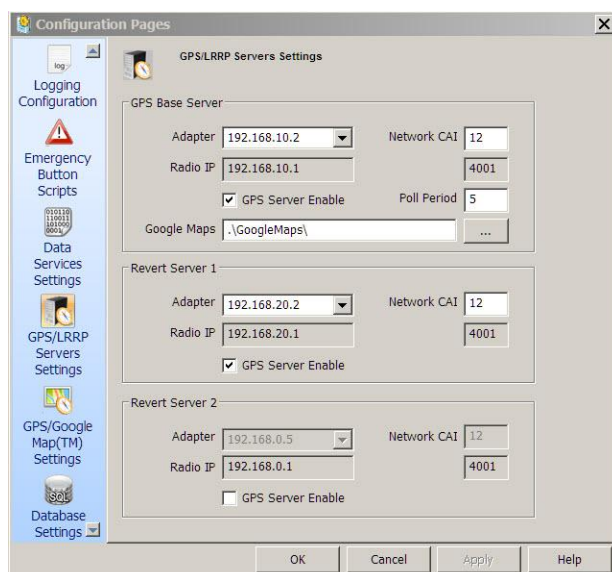 Configuration Pages
log
Logging
Configuration
Emergency
Button
Scripts
010110
110011
101000
0001
Data
Services
Settings
GPS/LRRP
Servers
Settings
GPS/Google
Map(TM)
Settings
SQL
Database
Settings
GPS/LRRP Servers Settings
GPS Base Server
Adapter 192.168.10.2 Network CAI 12
Radio IP 192.168.10.1 4001
GPS Server Enable Poll Period 5
Google Maps .\GoogleMaps\ ...
Revert Server 1
Adapter 192.168.20.2 Network CAI 12
Radio IP 192.168.20.1 4001
GPS Server Enable
Revert Server 2
Adapter 192.168.0.5 Network CAI 12
Radio IP 192.168.0.1 4001
GPS Server Enable
OK Cancel Apply Help